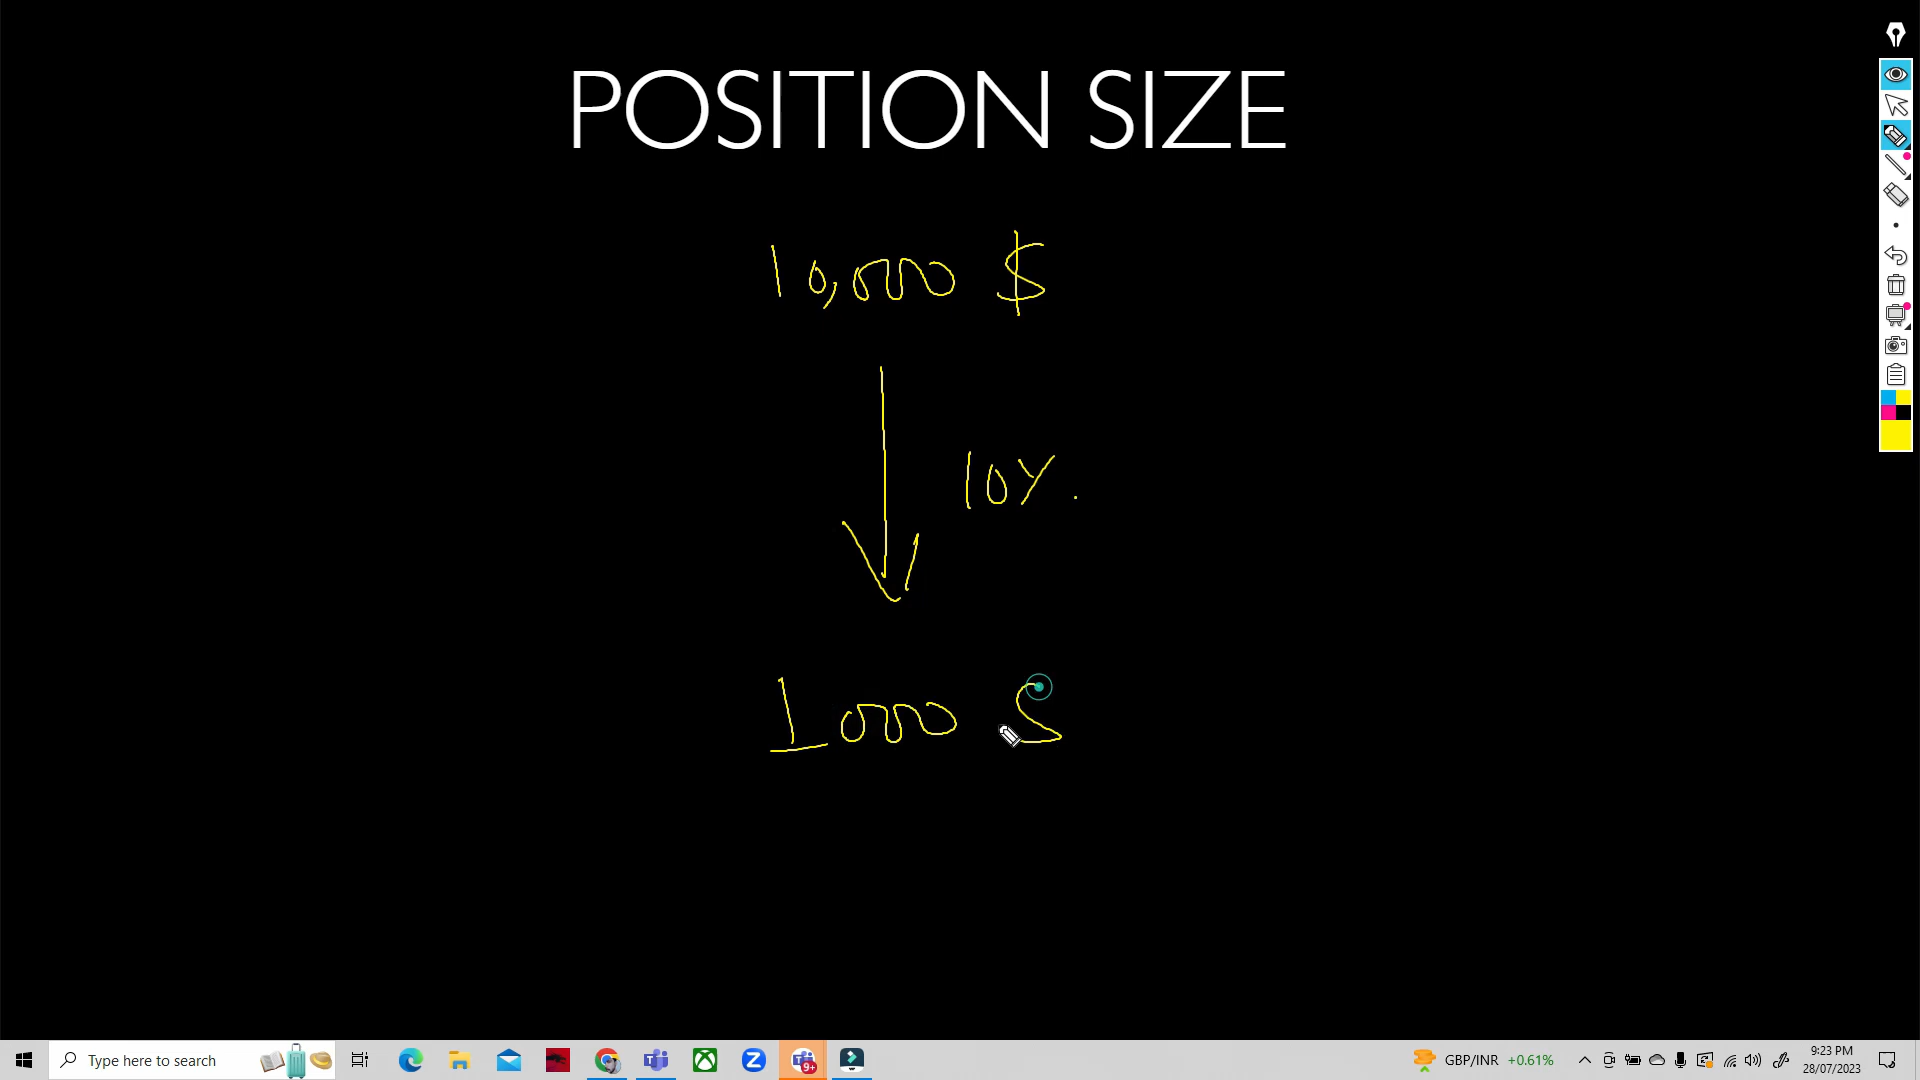 POSITION SIZE
10,000 $
10%.
1000 S
Type here to search
9+
GBP/INR +0.61%
9:23 PM
28/07/2023